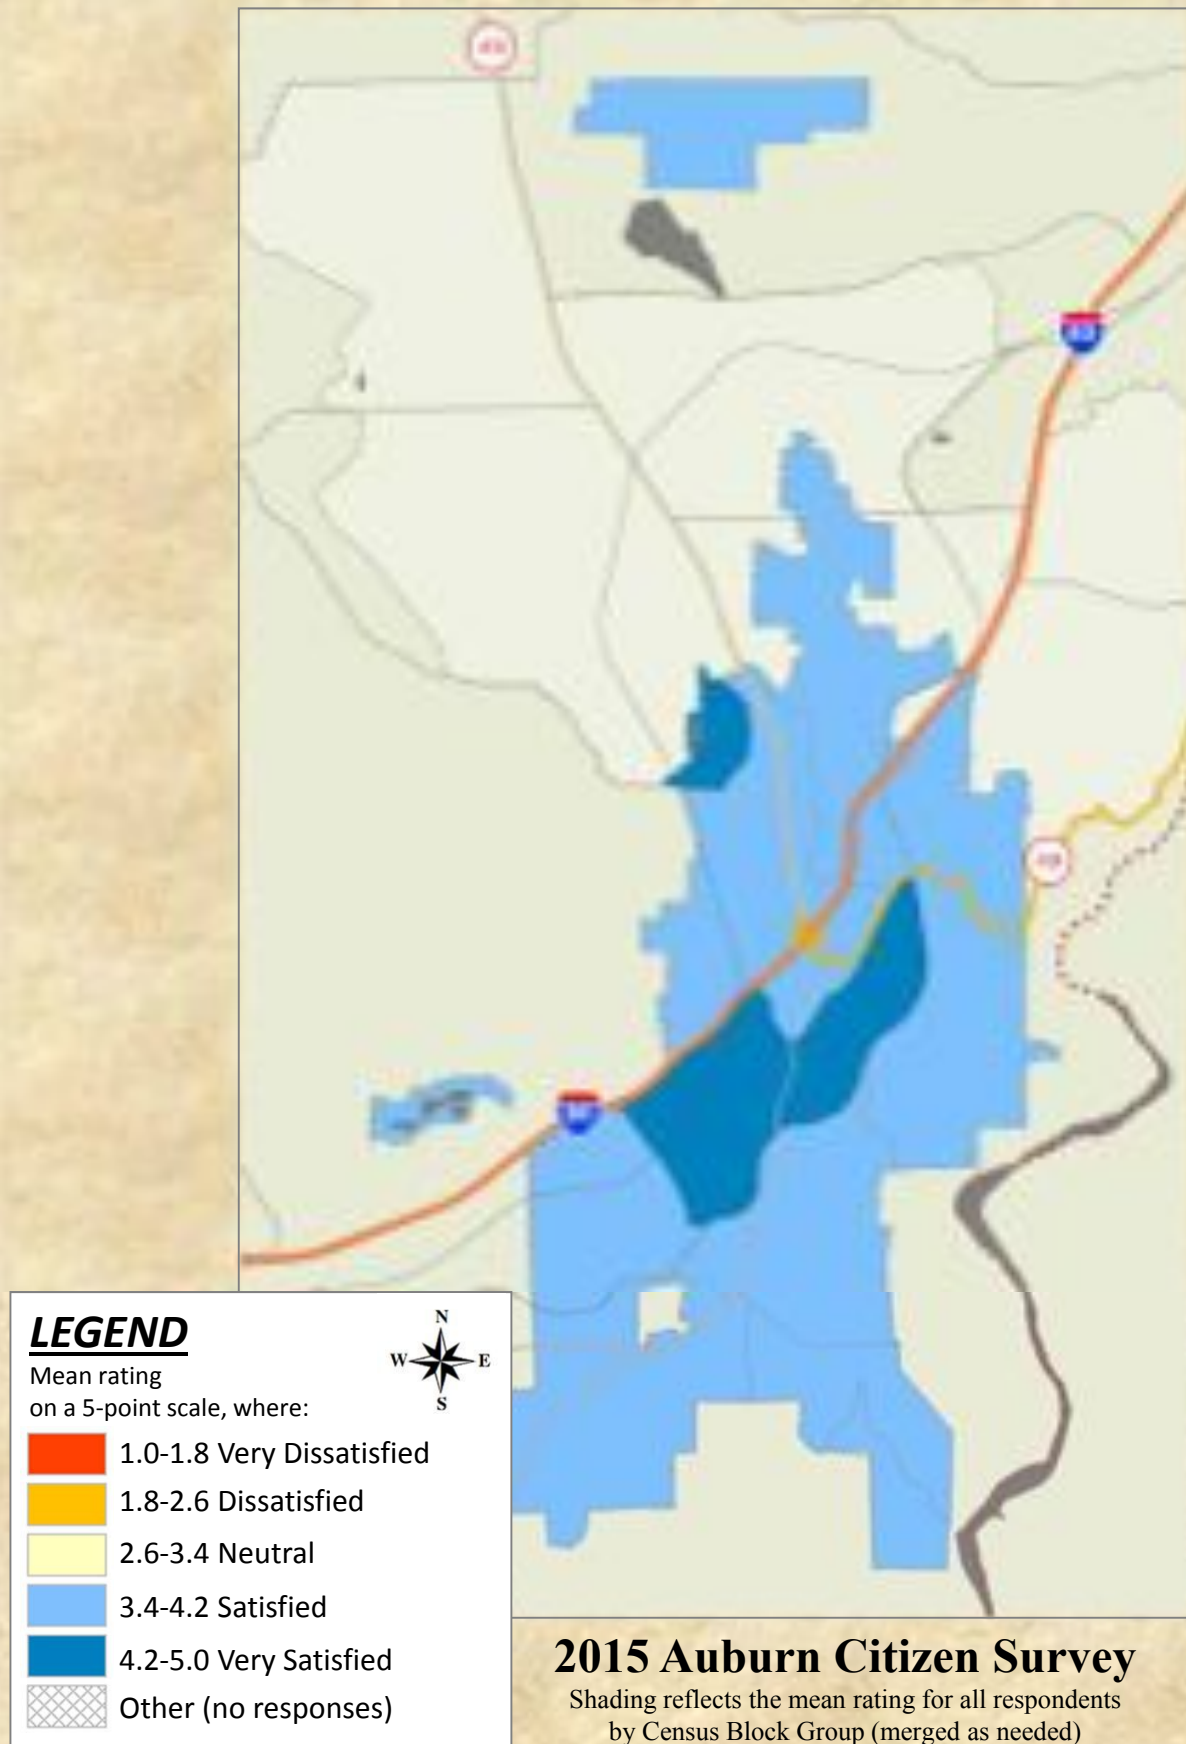 LEGEND
Mean rating
on a 5-point scale, where:
N
W E
S
1.0-1.8 Very Dissatisfied
1.8-2.6 Dissatisfied
2.6-3.4 Neutral
3.4-4.2 Satisfied
4.2-5.0 Very Satisfied
Other (no responses)
2015 Auburn Citizen Survey
Shading reflects the mean rating for all respondents
by Census Block Group (merged as needed)